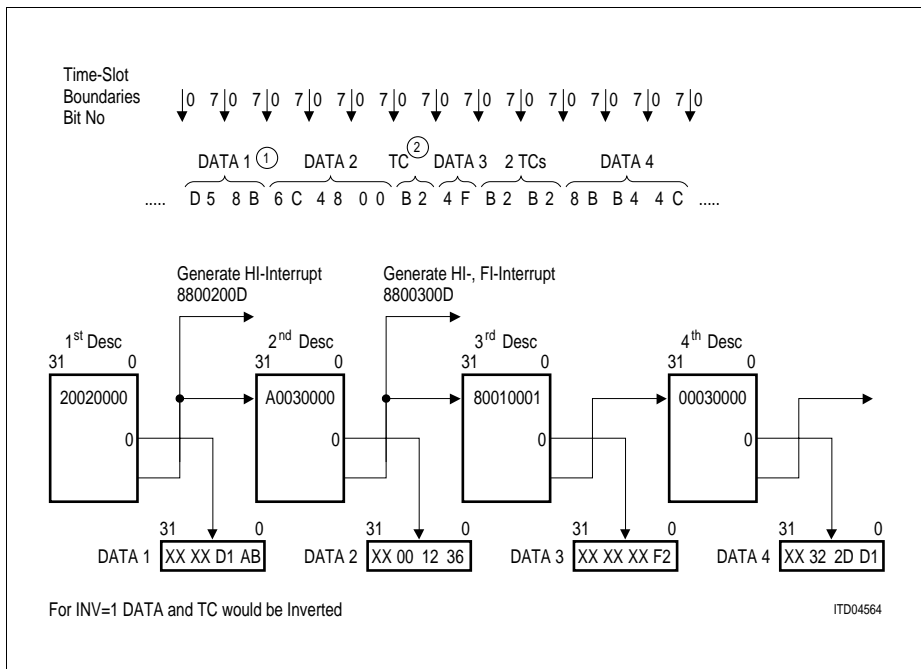 Time-Slot
Boundaries
Bit No
0 7 0 7 0 7 0 7 0 7 0 7 0 7 0 7 0 7 0 7 0 7 0 7 0
DATA 1 1 DATA 2 TC 2 DATA 3 2 TCs DATA 4
..... D 5 8 B 6 C 4 8 0 0 B 2 4 F B 2 B 2 8 B B 4 4 C .....
Generate HI-Interrupt
8800200D
Generate HI-, FI-Interrupt
8800300D
1st Desc
31 0
20020000
0
2nd Desc
31 0
A0030000
0
3rd Desc
31 0
80010001
0
4th Desc
31 0
00030000
0
31 0
DATA 1 XX XX D1 AB
31 0
DATA 2 XX 00 12 36
31 0
DATA 3 XX XX XX F2
31 0
DATA 4 XX 32 2D D1
For INV=1 DATA and TC would be Inverted
ITD04564